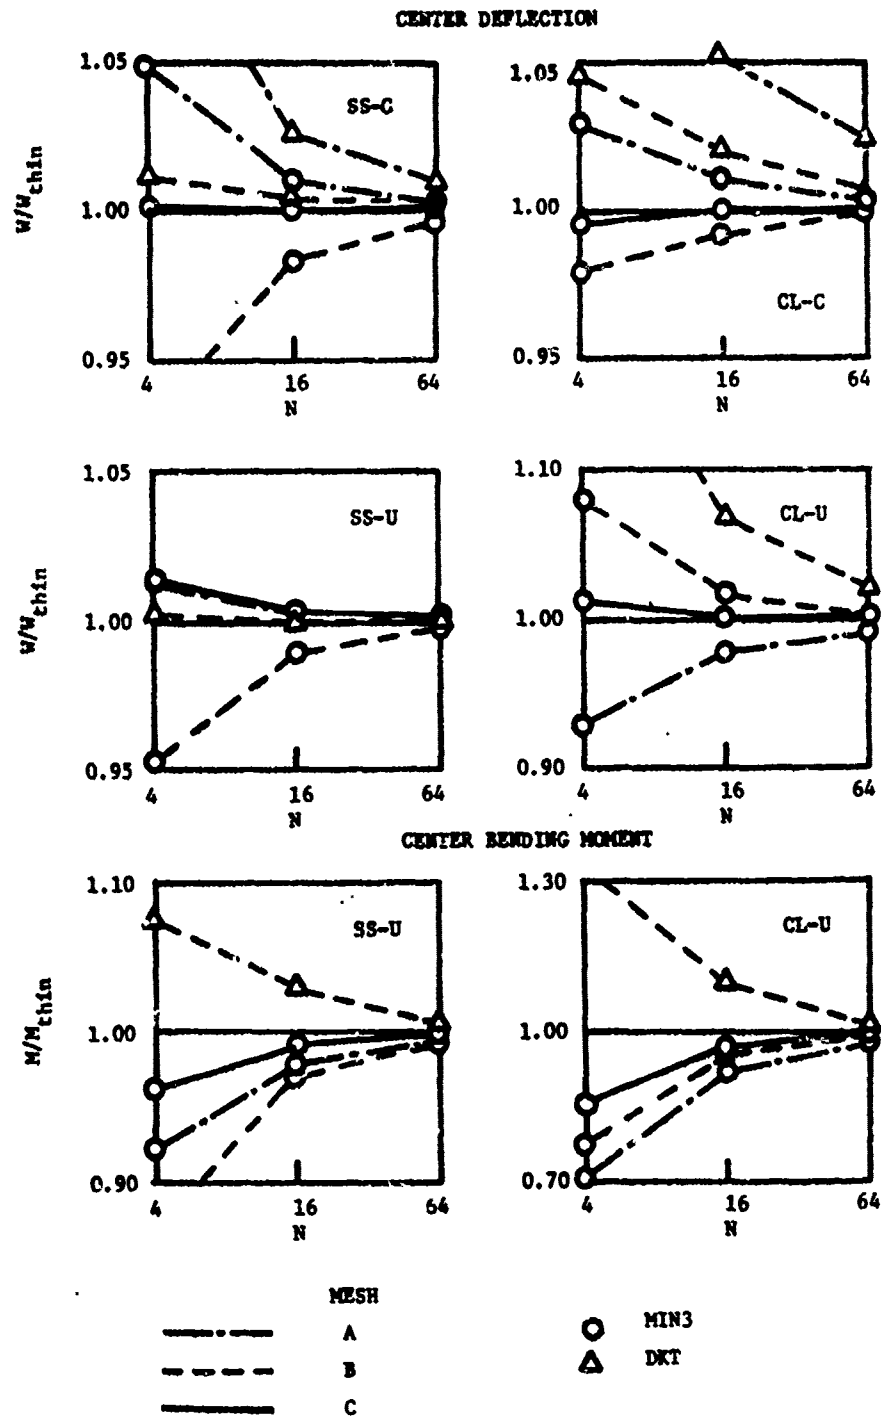 CENTER DEFLECTION
1.05
1.00
0.95
W/Wthin
SS-C
4 16 64
N
1.05
1.00
0.95
CL-C
4 16 64
N
1.05
1.00
0.95
W/Wthin
SS-U
4 16 64
N
1.10
1.00
0.90
CL-U
4 16 64
N
CENTER BENDING MOMENT
1.10
1.00
0.90
M/Mthin
SS-U
4 16 64
N
1.30
1.00
0.70
CL-U
4 16 64
N
MESH
A
B
C
MIN3
DKT